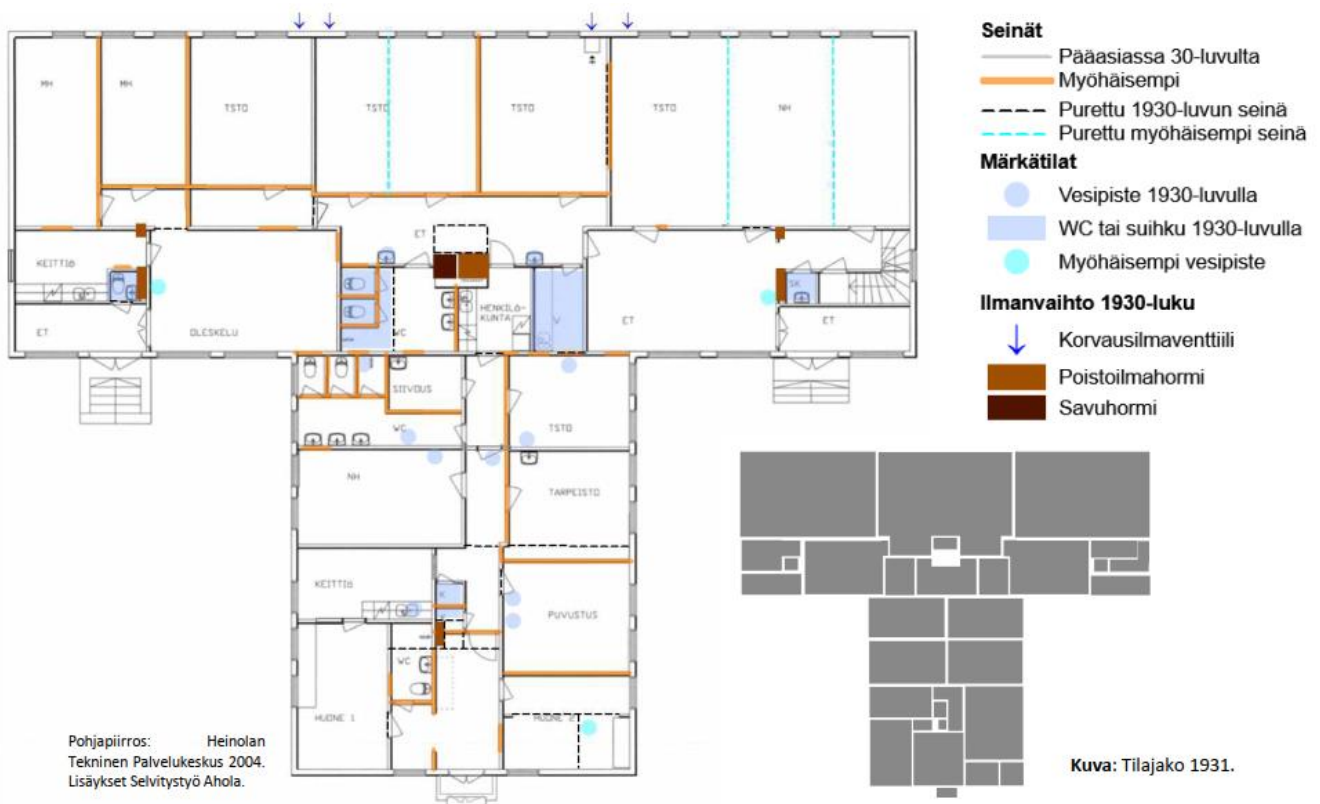 MH
MH
TSTO
TSTO
TSTO
TSTO
NH
KEITTIÖ
ET
OLESKELU
ET
WC
HENKILÖ-
KUNTA
ET
SK
ET
SIIVOUS
WC
TSTO
NH
TARPEISTO
KEITTIÖ
K
PUVUSTUS
WC
HUONE 1
HUONE 2
Seinät
Pääasiassa 30-luvulta
Myöhäisempi
Purettu 1930-luvun seinä
Purettu myöhäisempi seinä
Märkätilat
Vesipiste 1930-luvulla
WC tai suihku 1930-luvulla
Myöhäisempi vesipiste
Ilmanvaihto 1930-luku
Korvausilmaventtiili
Poistoilmahormi
Savuhormi
Pohjapiirros: Heinolan
Tekninen Palvelukeskus 2004.
Lisäykset Selvitystyö Ahola.
Kuva: Tilajako 1931.